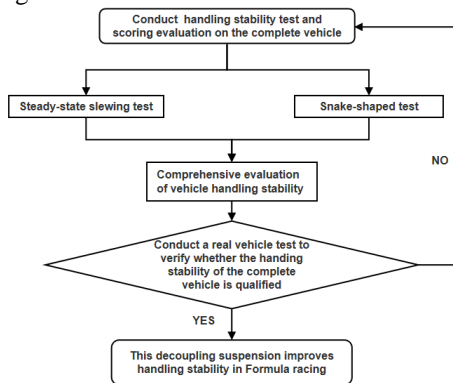 Conduct handling stability test and
scoring evaluation on the complete vehicle
Steady-state slewing test
Snake-shaped test
NO
Comprehensive evaluation
of vehicle handling stability
Conduct a real vehicle test to
verify whether the handing
stability of the complete
vehicle is qualified
YES
This decoupling suspension improves
handling stability in Formula racing